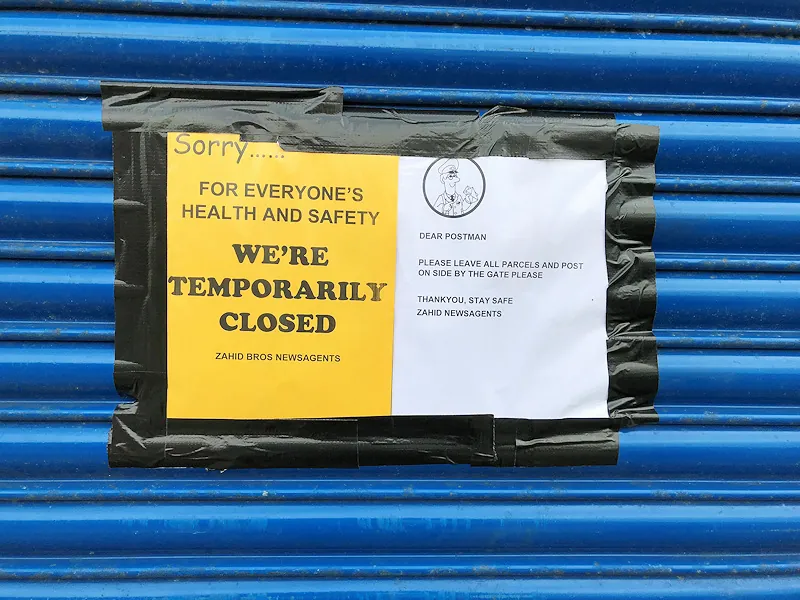 Sorry......
FOR EVERYONE'S
HEALTH AND SAFETY
WE'RE
TEMPORARILY
CLOSED
ZAHID BROS NEWSAGENTS
DEAR POSTMAN
PLEASE LEAVE ALL PARCELS AND POST
ON SIDE BY THE GATE PLEASE
THANKYOU, STAY SAFE
ZAHID NEWSAGENTS